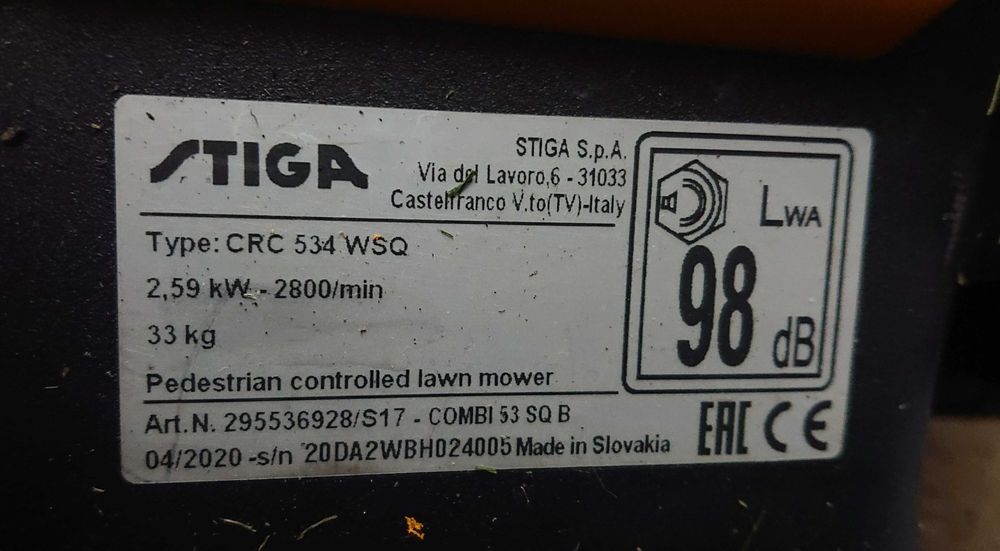 STIGA
STIGA S.p.A.
Via del Lavoro,6 - 31033
Castelfranco V.to(TV)-Italy
Type: CRC 534 WSQ
2,59 kW - 2800/min
33 kg
Pedestrian controlled lawn mower
LWA
98
dB
Art.N. 295536928/S17 - COMBI 53 SQ B
04/2020 -s/n 20DA2WBH024005 Made in Slovakia
EAC CE